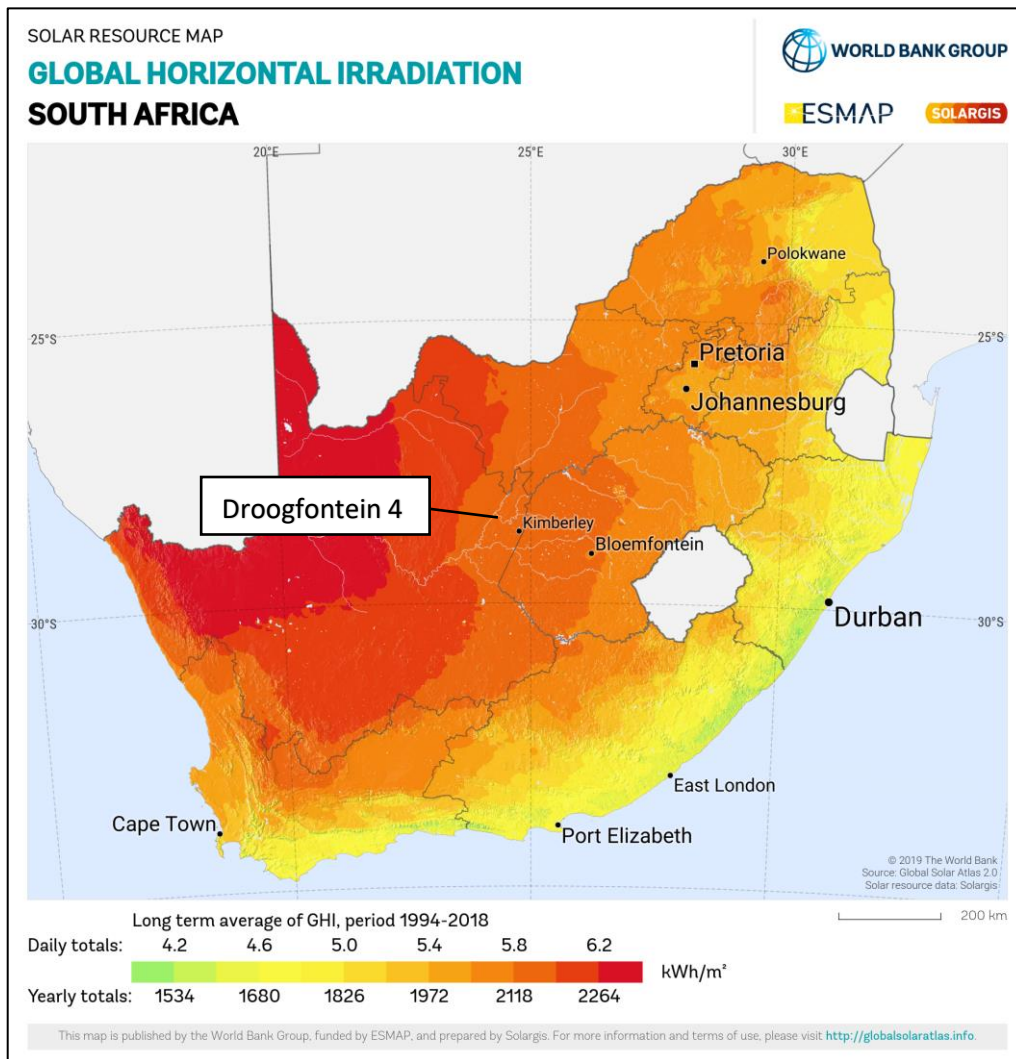 SOLAR RESOURCE MAP
GLOBAL HORIZONTAL IRRADIATION
SOUTH AFRICA
WORLD BANK GROUP
ESMAP
SOLARGIS
20°E
25°E
30°E
Polokwane
25°S
25°S
Pretoria
Johannesburg
Droogfontein 4
Kimberley
Bloemfontein
Durban
30°S
30°S
East London
Cape Town
Port Elizabeth
© 2019 The World Bank
Source: Global Solar Atlas 2.0
Solar resource data: Solargis
200 km
Long term average of GHI, period 1994-2018
Daily totals: 4.2 4.6 5.0 5.4 5.8 6.2
kWh/m²
Yearly totals: 1534 1680 1826 1972 2118 2264
This map is published by the World Bank Group, funded by ESMAP, and prepared by Solargis. For more information and terms of use, please visit http://globalsolaratlas.info.